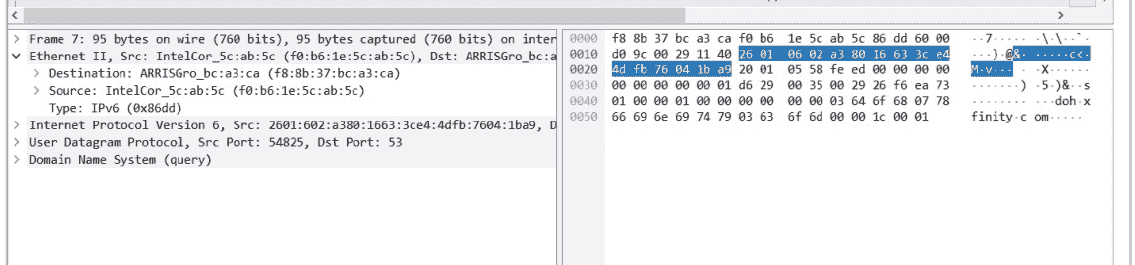 > Frame 7: 95 bytes on wire (760 bits), 95 bytes captured (760 bits) on inter
Ethernet II, Src: IntelCor_5c:ab:5c (f0:b6:1e:5c:ab:5c), Dst: ARRISGro_bc:a
> Destination: ARRISGro_bc:a3:ca (f8:8b:37:bc:a3:ca)
> Source: IntelCor_5c:ab:5c (f0:b6:1e:5c:ab:5c)
Type: IPv6 (0x86dd)
> Internet Protocol Version 6, Src: 2601:602:a380:1663:3ce4:4dfb:7604:1ba9, D
> User Datagram Protocol, Src Port: 54825, Dst Port: 53
> Domain Name System (query)
0000 f8 8b 37 bc a3 ca f0 b6 1e 5c ab 5c 86 dd 60 00 ··7····· ·\·\··`·
0010 d0 9c 00 29 11 40 26 01 06 02 a3 80 16 63 3c e4 ···)·@&· ·····c<·
0020 4d fb 76 04 1b a9 20 01 05 58 fe ed 00 00 00 00 M·v··· · ·X······
0030 00 00 00 00 00 01 d6 29 00 35 00 29 26 f6 ea 73 ·······) ·5·)&··s
0040 01 00 00 01 00 00 00 00 00 00 03 64 6f 68 07 78 ········ ···doh·x
0050 66 69 6e 69 74 79 03 63 6f 6d 00 00 1c 00 01 finity·c om·····